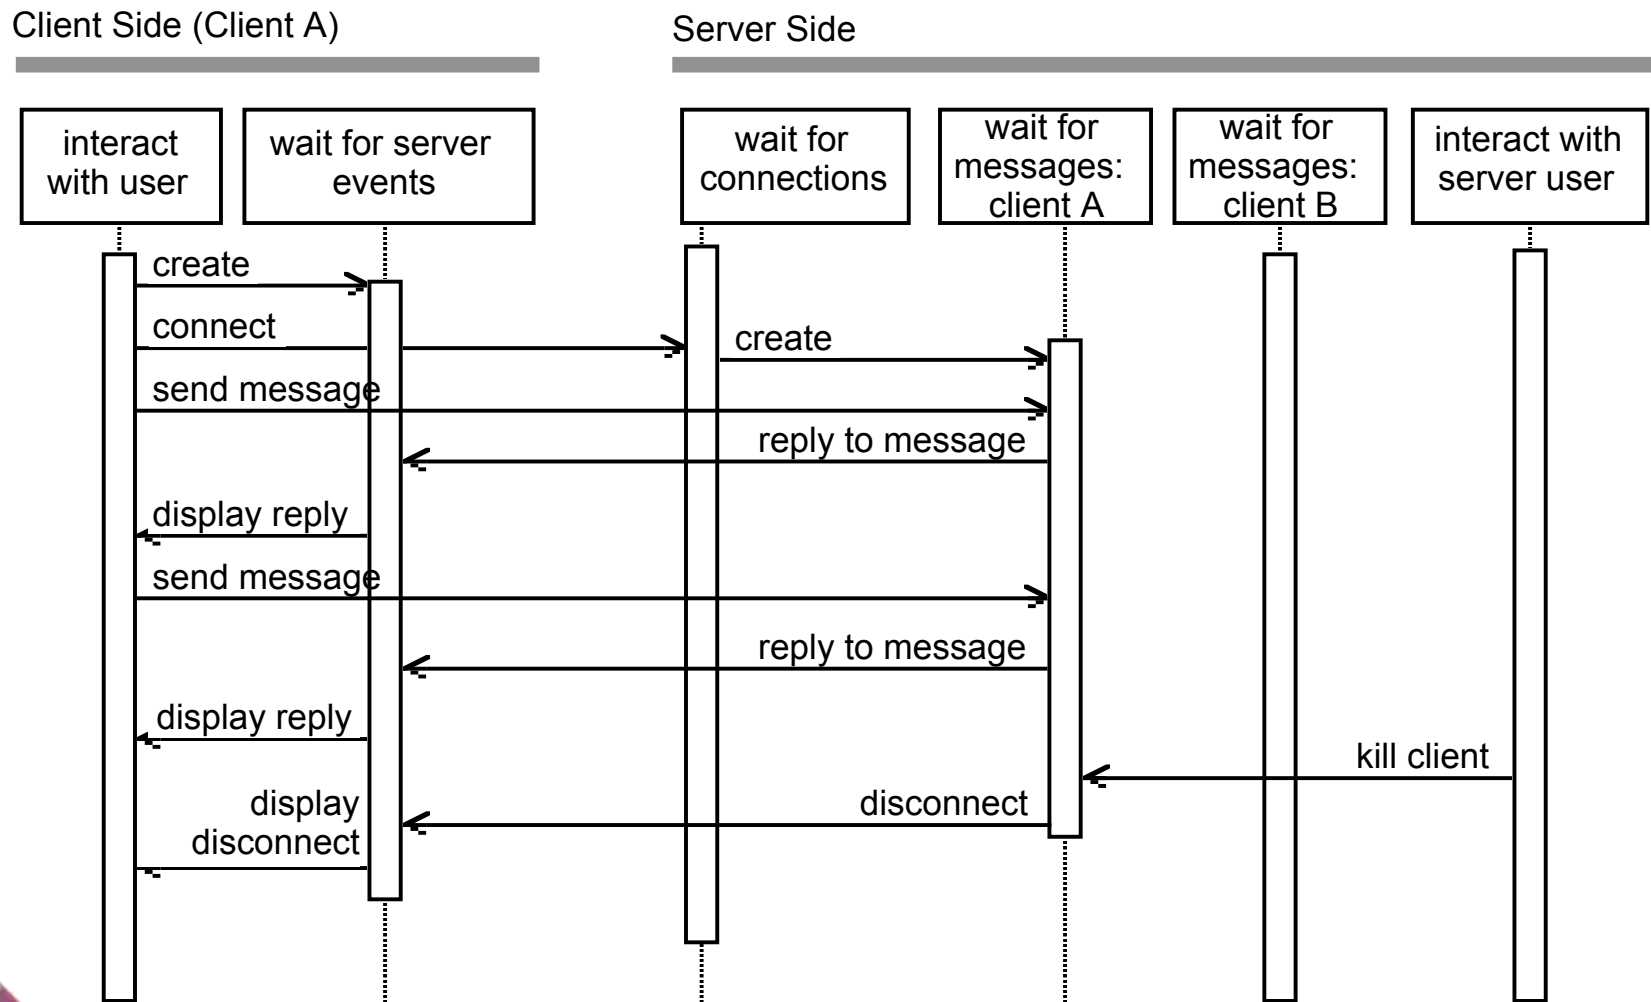 Client Side (Client A)
Server Side
interact
with user
wait for server
events
wait for
connections
wait for
messages:
client A
wait for
messages:
client B
interact with
server user
create
connect
create
send message
reply to message
display reply
send message
reply to message
display reply
kill client
display
disconnect
disconnect